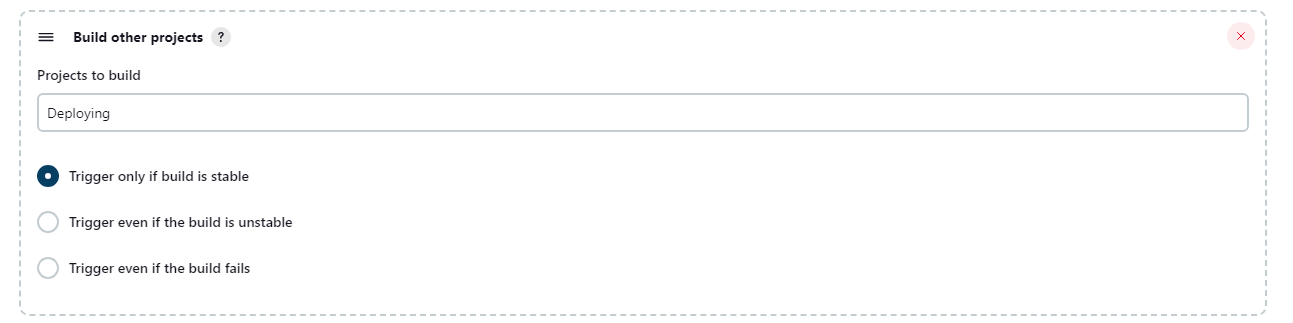 Build other projects ?
Projects to build
Deploying
Trigger only if build is stable
Trigger even if the build is unstable
Trigger even if the build fails